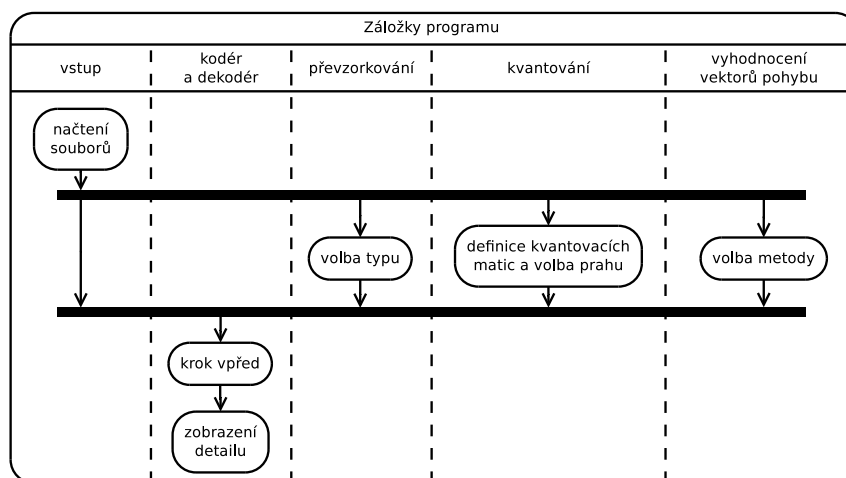 Záložky programu
vstup
kodér
a dekodér
převzorkování
kvantování
vyhodnocení
vektorů pohybu
načtení
souborů
volba typu
definice kvantovacích
matic a volba prahu
volba metody
krok vpřed
zobrazení
detailu